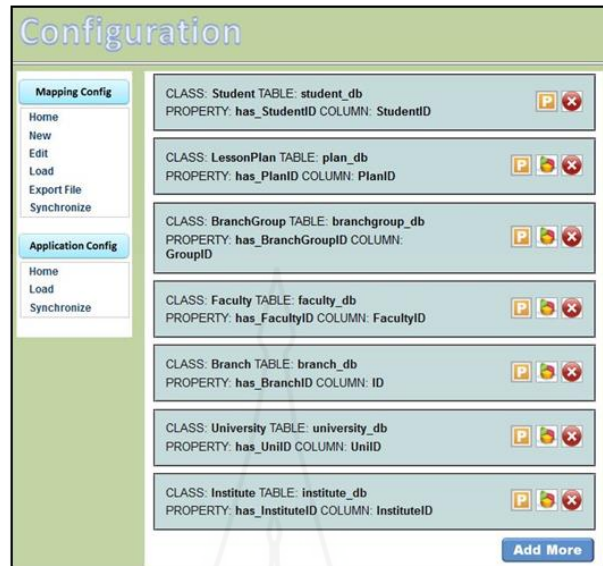 Configuration
Mapping Config
Home
New
Edit
Load
Export File
Synchronize
Application Config
Home
Load
Synchronize
CLASS: Student TABLE: student_db
PROPERTY: has_StudentID COLUMN: StudentID
P
CLASS: LessonPlan TABLE: plan_db
PROPERTY: has_PlanID COLUMN: PlanID
P
CLASS: BranchGroup TABLE: branchgroup_db
PROPERTY: has_BranchGroupID COLUMN:
GroupID
P
CLASS: Faculty TABLE: faculty_db
PROPERTY: has_FacultyID COLUMN: FacultyID
P
CLASS: Branch TABLE: branch_db
PROPERTY: has_BranchID COLUMN: ID
P
CLASS: University TABLE: university_db
PROPERTY: has_UniID COLUMN: UniID
P
CLASS: Institute TABLE: institute_db
PROPERTY: has_InstituteID COLUMN: InstituteID
P
Add More